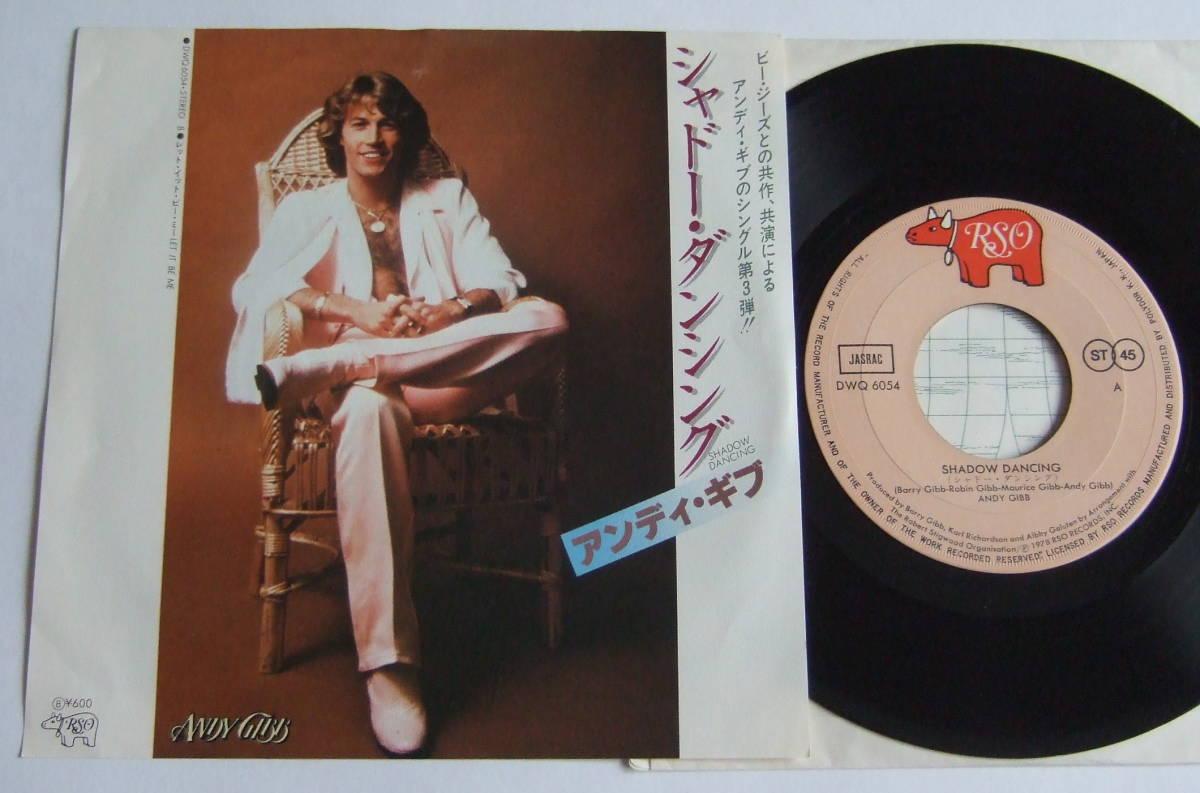 ビー・ジーズとの共作、共演による
アンディ・ギブのシングル第3弾!!
シャドー・ダンシング
SHADOW
DANCING
アンディ・ギブ
●DWQ 6054・STEREO B●レット・イット・ビー・ミー LET IT BE ME
ⒷB¥600
RSO
ANDY GIBB
RSO
JASRAC
DWQ 6054
ST 45
A
SHADOW DANCING
(シャドー・ダンシング)
(Barry Gibb-Robin Gibb-Maurice Gibb-Andy Gibb)
ANDY GIBB
Produced by Barry Gibb, Karl Richardson and Albhy Galuten by Arrangement with
The Robert Stigwood Organisation/Ⓟ 1978 RSO RECORDS, INC.
"ALL RIGHTS OF THE RECORD MANUFACTURER AND OF THE OWNER OF THE WORK RECORDED RESERVED" LICENSED BY RSO RECORDS MANUFACTURED AND DISTRIBUTED BY POLYDOR K.K., JAPAN